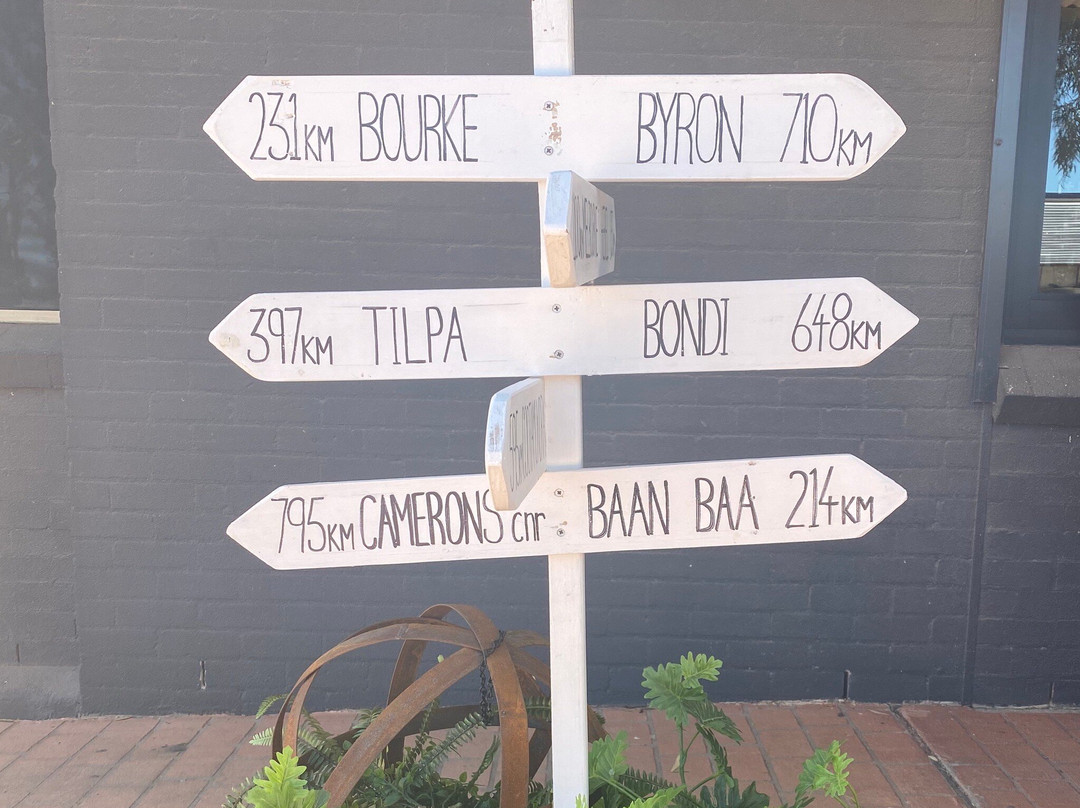 231KM BOURKE BYRON 710KM
397KM TILPA BONDI 648KM
795KM CAMERONS cnr BAAN BAA 214KM